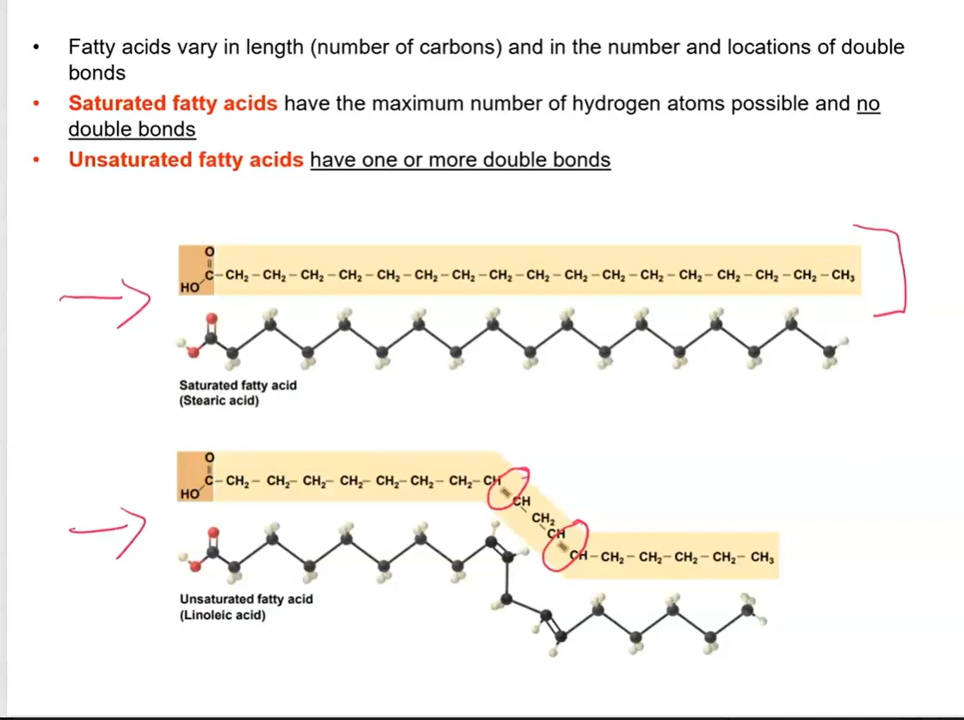 • Fatty acids vary in length (number of carbons) and in the number and locations of double
bonds
• Saturated fatty acids have the maximum number of hydrogen atoms possible and no
double bonds
• Unsaturated fatty acids have one or more double bonds
O
C–CH₂–CH₂–CH₂–CH₂–CH₂–CH₂–CH₂–CH₂–CH₂–CH₂–CH₂–CH₂–CH₂–CH₂–CH₂–CH₂–CH₃
HO
Saturated fatty acid
(Stearic acid)
O
C–CH₂–CH₂–CH₂–CH₂–CH₂–CH₂–CH₂–CH
HO
CH
CH₂
CH
CH–CH₂–CH₂–CH₂–CH₂–CH₃
Unsaturated fatty acid
(Linoleic acid)